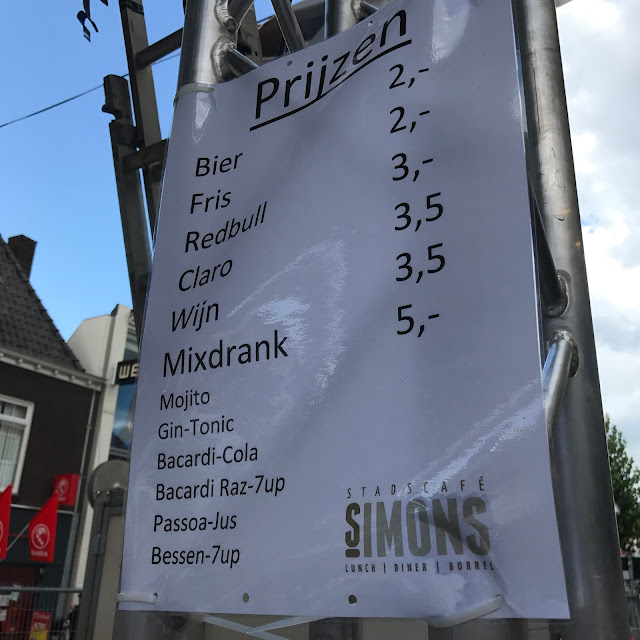 Prijzen
Bier 2,-
Fris 2,-
Redbull 3,-
Claro 3,5
Wijn 3,5
Mixdrank 5,-
Mojito
Gin-Tonic
Bacardi-Cola
Bacardi Raz-7up
Passoa-Jus
Bessen-7up
STADSCAFÉ
SIMONS
LUNCH | DINER | BORREL
WE